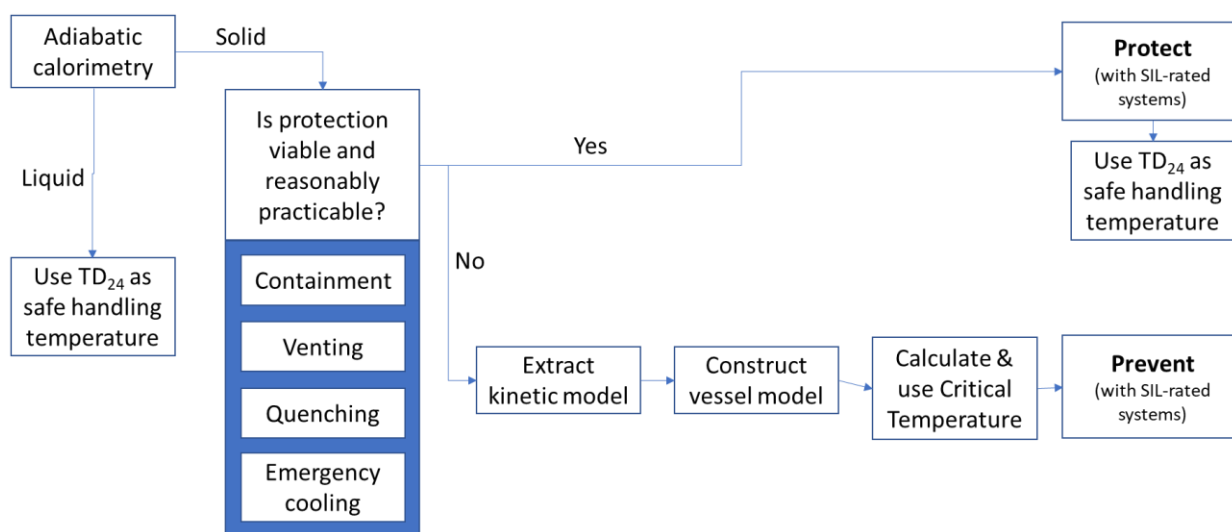 Adiabatic
calorimetry
Solid
Liquid
Use TD₂₄ as
safe handling
temperature
Is protection
viable and
reasonably
practicable?
Containment
Venting
Quenching
Emergency
cooling
Yes
No
Protect
(with SIL-rated
systems)
Use TD₂₄ as
safe handling
temperature
Extract
kinetic model
Construct
vessel model
Calculate &
use Critical
Temperature
Prevent
(with SIL-rated
systems)